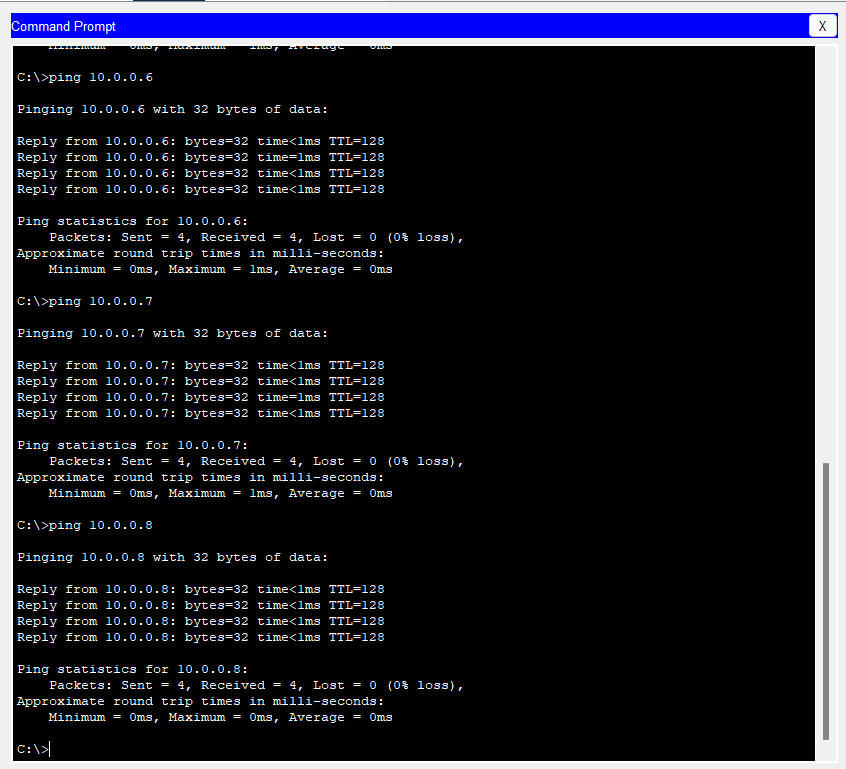 Command Prompt
X
Minimum = 0ms, Maximum = 1ms, Average = 0ms
C:\>ping 10.0.0.6
Pinging 10.0.0.6 with 32 bytes of data:
Reply from 10.0.0.6: bytes=32 time<1ms TTL=128
Reply from 10.0.0.6: bytes=32 time=1ms TTL=128
Reply from 10.0.0.6: bytes=32 time<1ms TTL=128
Reply from 10.0.0.6: bytes=32 time<1ms TTL=128
Ping statistics for 10.0.0.6:
Packets: Sent = 4, Received = 4, Lost = 0 (0% loss),
Approximate round trip times in milli-seconds:
Minimum = 0ms, Maximum = 1ms, Average = 0ms
C:\>ping 10.0.0.7
Pinging 10.0.0.7 with 32 bytes of data:
Reply from 10.0.0.7: bytes=32 time<1ms TTL=128
Reply from 10.0.0.7: bytes=32 time<1ms TTL=128
Reply from 10.0.0.7: bytes=32 time=1ms TTL=128
Reply from 10.0.0.7: bytes=32 time<1ms TTL=128
Ping statistics for 10.0.0.7:
Packets: Sent = 4, Received = 4, Lost = 0 (0% loss),
Approximate round trip times in milli-seconds:
Minimum = 0ms, Maximum = 1ms, Average = 0ms
C:\>ping 10.0.0.8
Pinging 10.0.0.8 with 32 bytes of data:
Reply from 10.0.0.8: bytes=32 time<1ms TTL=128
Reply from 10.0.0.8: bytes=32 time<1ms TTL=128
Reply from 10.0.0.8: bytes=32 time<1ms TTL=128
Reply from 10.0.0.8: bytes=32 time<1ms TTL=128
Ping statistics for 10.0.0.8:
Packets: Sent = 4, Received = 4, Lost = 0 (0% loss),
Approximate round trip times in milli-seconds:
Minimum = 0ms, Maximum = 0ms, Average = 0ms
C:\>